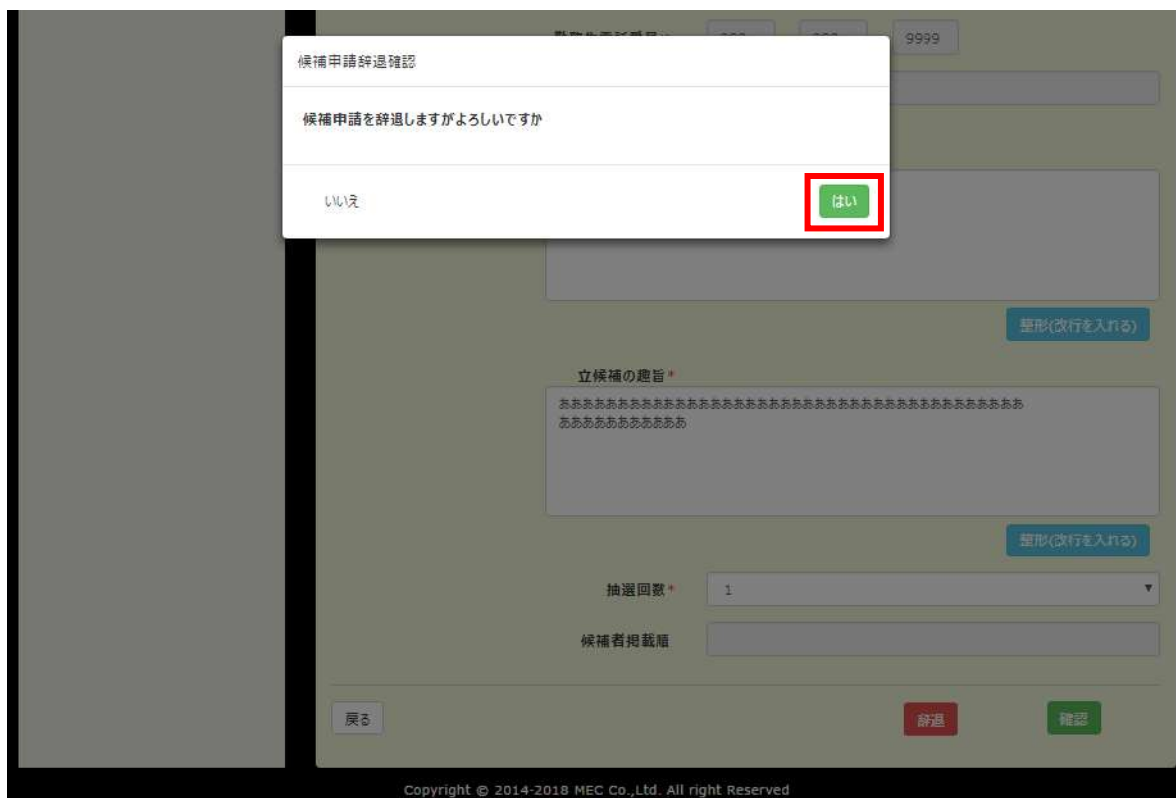 9999
候補申請辞退確認
候補申請を辞退しますがよろしいですか
いいえ
はい
整形(改行を入れる)
立候補の趣旨*
ああああああああああああああああああああああああああああああああああああああああ
あああああああああああ
整形(改行を入れる)
抽選回数* 1
候補者掲載順
戻る
辞退
確認
Copyright © 2014-2018 MEC Co.,Ltd. All right Reserved